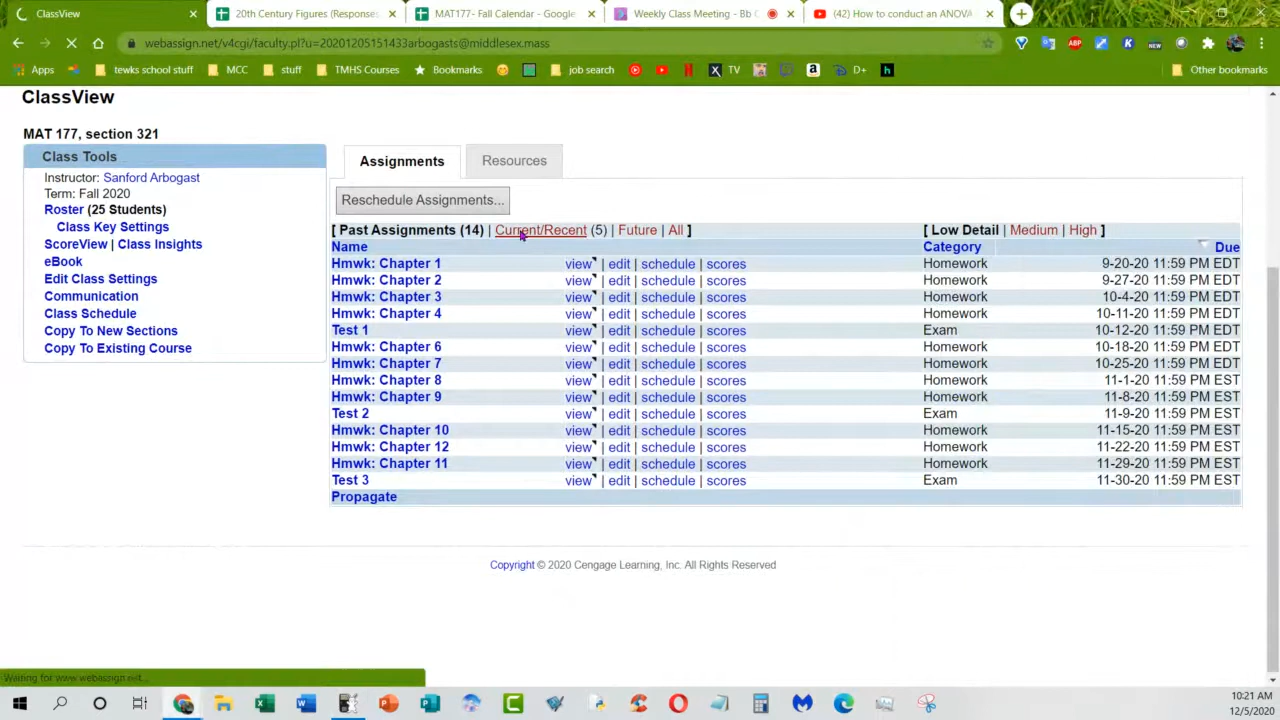 ClassView
20th Century Figures (Responses
MAT177- Fall Calendar - Google
Weekly Class Meeting - Bb C
(42) How to conduct an ANOVA
webassign.net/v4cgi/faculty.pl?u=20201205151433arbogasts@middlesex.mass
Apps
tewks school stuff
MCC
stuff
TMHS Courses
Bookmarks
job search
TV
D+
Other bookmarks
ClassView
MAT 177, section 321
Class Tools
Instructor: Sanford Arbogast
Term: Fall 2020
Roster (25 Students)
Class Key Settings
ScoreView | Class Insights
eBook
Edit Class Settings
Communication
Class Schedule
Copy To New Sections
Copy To Existing Course
Assignments
Resources
Reschedule Assignments...
[ Past Assignments (14) | Current/Recent (5) | Future | All ] [ Low Detail | Medium | High ]
Name Category Due
Hmwk: Chapter 1 view | edit | schedule | scores Homework 9-20-20 11:59 PM EDT
Hmwk: Chapter 2 view | edit | schedule | scores Homework 9-27-20 11:59 PM EDT
Hmwk: Chapter 3 view | edit | schedule | scores Homework 10-4-20 11:59 PM EDT
Hmwk: Chapter 4 view | edit | schedule | scores Homework 10-11-20 11:59 PM EDT
Test 1 view | edit | schedule | scores Exam 10-12-20 11:59 PM EDT
Hmwk: Chapter 6 view | edit | schedule | scores Homework 10-18-20 11:59 PM EDT
Hmwk: Chapter 7 view | edit | schedule | scores Homework 10-25-20 11:59 PM EDT
Hmwk: Chapter 8 view | edit | schedule | scores Homework 11-1-20 11:59 PM EST
Hmwk: Chapter 9 view | edit | schedule | scores Homework 11-8-20 11:59 PM EST
Test 2 view | edit | schedule | scores Exam 11-9-20 11:59 PM EST
Hmwk: Chapter 10 view | edit | schedule | scores Homework 11-15-20 11:59 PM EST
Hmwk: Chapter 12 view | edit | schedule | scores Homework 11-22-20 11:59 PM EST
Hmwk: Chapter 11 view | edit | schedule | scores Homework 11-29-20 11:59 PM EST
Test 3 view | edit | schedule | scores Exam 11-30-20 11:59 PM EST
Propagate
Copyright © 2020 Cengage Learning, Inc. All Rights Reserved
Waiting for www.webassign.net...
10:21 AM
12/5/2020